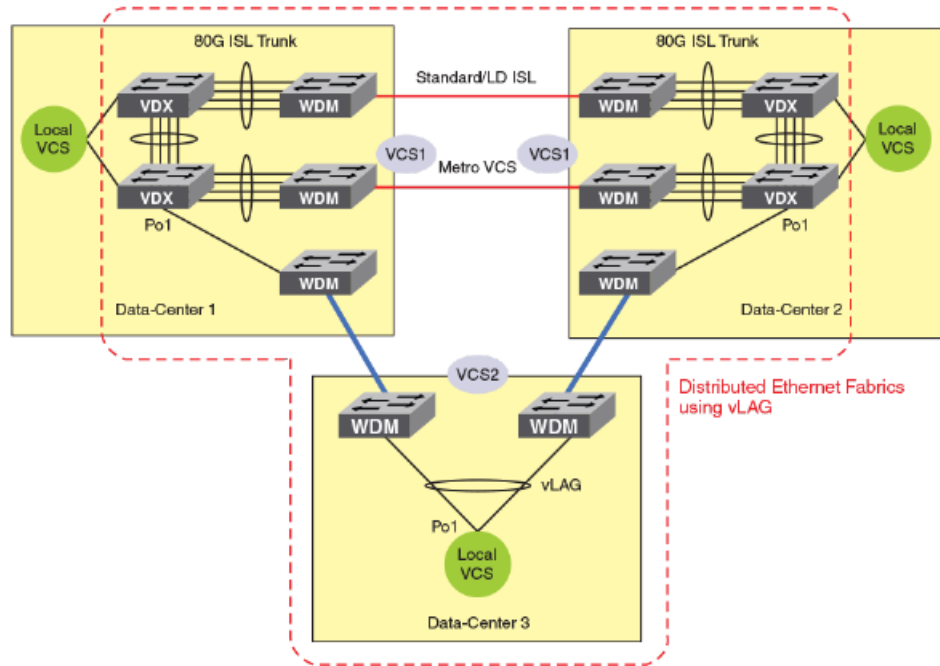 80G ISL Trunk
80G ISL Trunk
Standard/LD ISL
VDX
WDM
WDM
VDX
Local
VCS
Local
VCS
VCS1
VCS1
Metro VCS
VDX
WDM
WDM
VDX
Po1
Po1
WDM
WDM
Data-Center 1
Data-Center 2
VCS2
Distributed Ethernet Fabrics
using vLAG
WDM
WDM
vLAG
Po1
Local
VCS
Data-Center 3